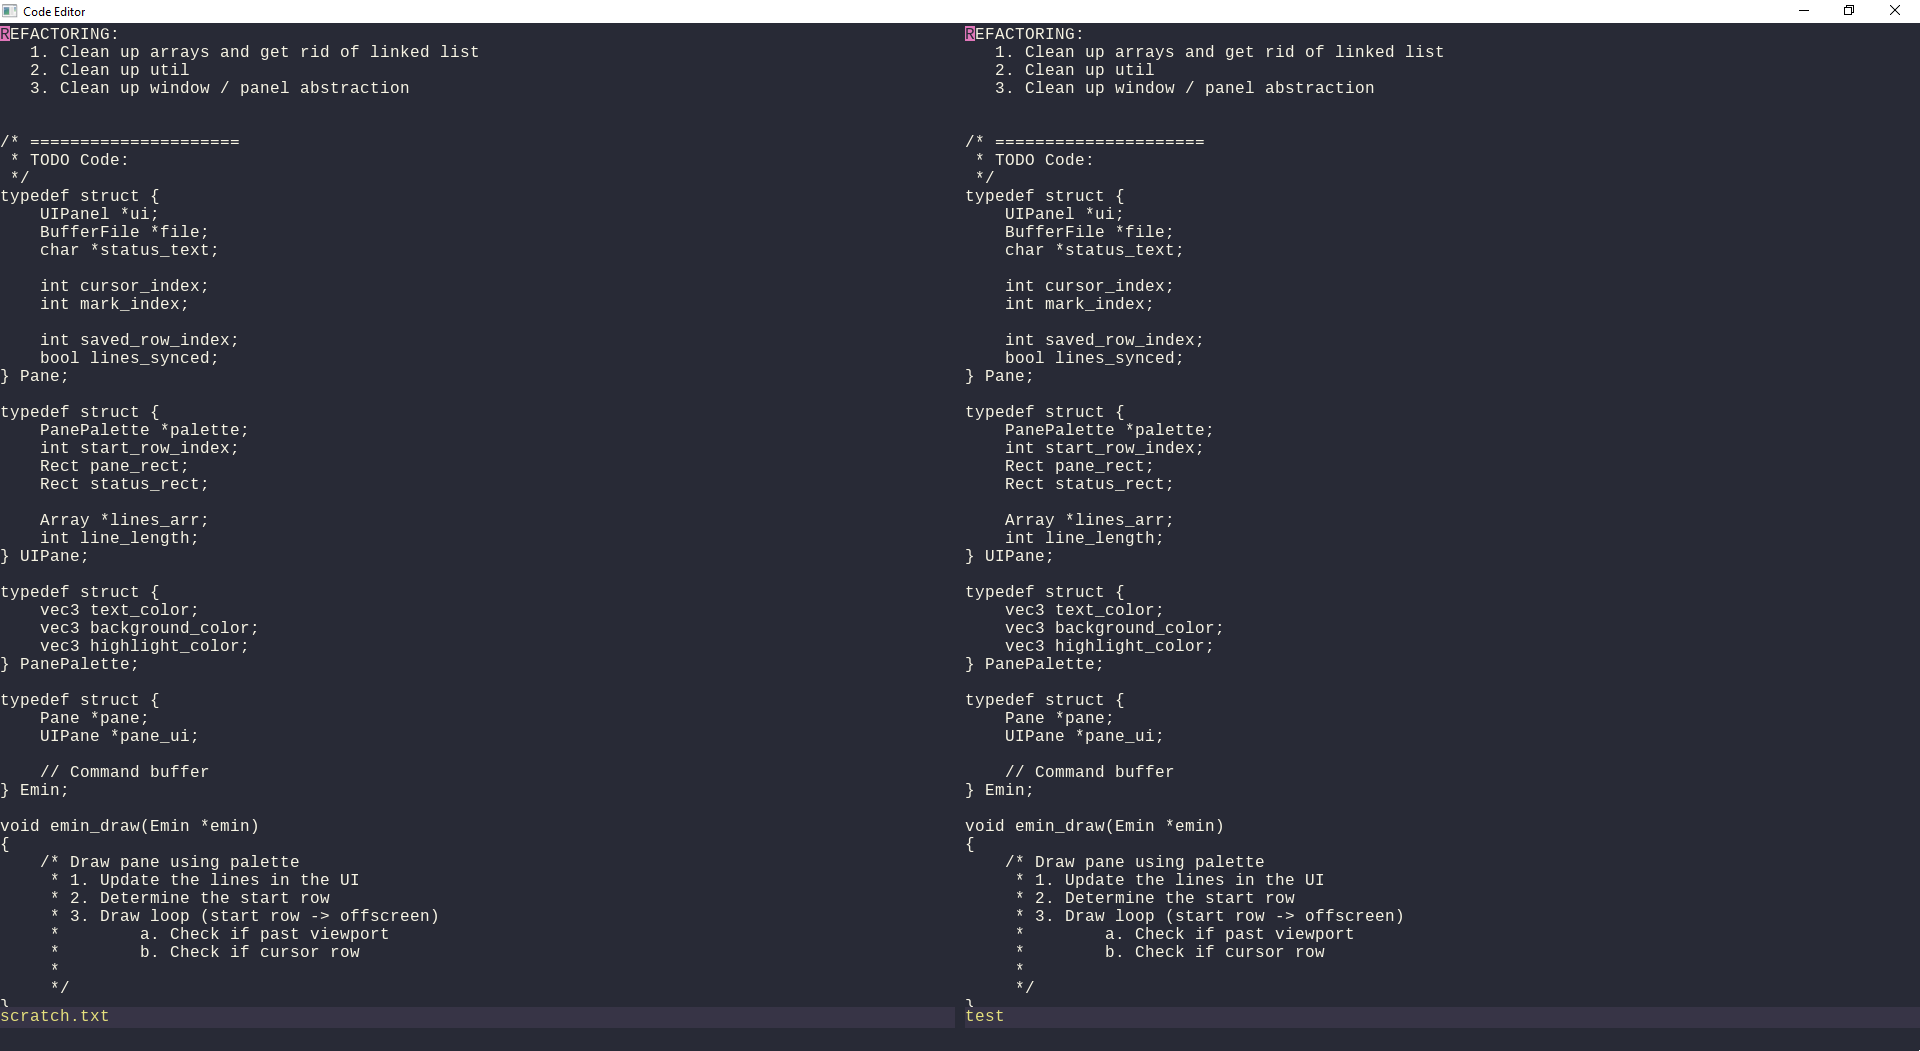 Code Editor
REFACTORING:
   1. Clean up arrays and get rid of linked list
   2. Clean up util
   3. Clean up window / panel abstraction
/* =====================
 * TODO Code:
 */
typedef struct {
    UIPanel *ui;
    BufferFile *file;
    char *status_text;
    int cursor_index;
    int mark_index;
    int saved_row_index;
    bool lines_synced;
} Pane;
typedef struct {
    PanePalette *palette;
    int start_row_index;
    Rect pane_rect;
    Rect status_rect;
    Array *lines_arr;
    int line_length;
} UIPane;
typedef struct {
    vec3 text_color;
    vec3 background_color;
    vec3 highlight_color;
} PanePalette;
typedef struct {
    Pane *pane;
    UIPane *pane_ui;
    // Command buffer
} Emin;
void emin_draw(Emin *emin)
{
    /* Draw pane using palette
     * 1. Update the lines in the UI
     * 2. Determine the start row
     * 3. Draw loop (start row -> offscreen)
     *        a. Check if past viewport
     *        b. Check if cursor row
     *
     */
}
scratch.txt
REFACTORING:
   1. Clean up arrays and get rid of linked list
   2. Clean up util
   3. Clean up window / panel abstraction
/* =====================
 * TODO Code:
 */
typedef struct {
    UIPanel *ui;
    BufferFile *file;
    char *status_text;
    int cursor_index;
    int mark_index;
    int saved_row_index;
    bool lines_synced;
} Pane;
typedef struct {
    PanePalette *palette;
    int start_row_index;
    Rect pane_rect;
    Rect status_rect;
    Array *lines_arr;
    int line_length;
} UIPane;
typedef struct {
    vec3 text_color;
    vec3 background_color;
    vec3 highlight_color;
} PanePalette;
typedef struct {
    Pane *pane;
    UIPane *pane_ui;
    // Command buffer
} Emin;
void emin_draw(Emin *emin)
{
    /* Draw pane using palette
     * 1. Update the lines in the UI
     * 2. Determine the start row
     * 3. Draw loop (start row -> offscreen)
     *        a. Check if past viewport
     *        b. Check if cursor row
     *
     */
}
test